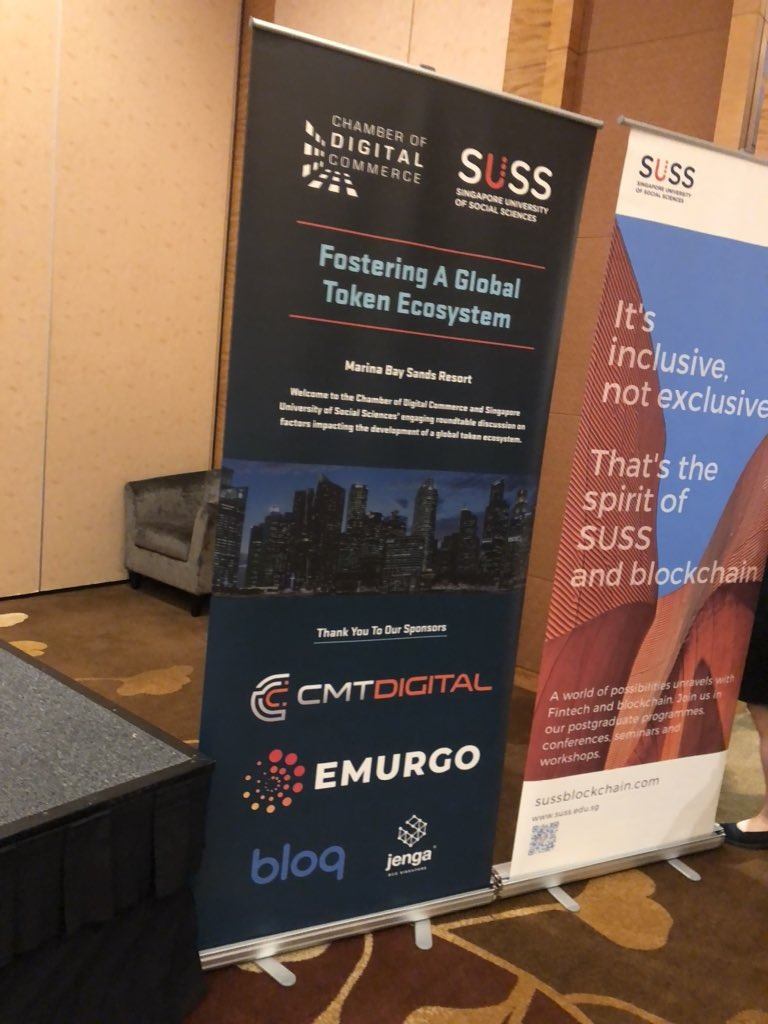 CHAMBER OF
DIGITAL
COMMERCE
SUSS
SINGAPORE UNIVERSITY
OF SOCIAL SCIENCES
Fostering A Global
Token Ecosystem
Marina Bay Sands Resort
Welcome to the Chamber of Digital Commerce and Singapore
University of Social Sciences' engaging roundtable discussion on
factors impacting the development of a global token ecosystem.
Thank You To Our Sponsors
CMTDIGITAL
EMURGO
bloq
jenga
SUSS
SINGAPORE UNIVERSITY
OF SOCIAL SCIENCES
It's
inclusive,
not exclusive
That's the
spirit of
SUSS
and blockchain
A world of possibilities unravels with
Fintech and blockchain. Join us in
our postgraduate programmes,
conferences, seminars and
workshops.
sussblockchain.com
www.suss.edu.sg